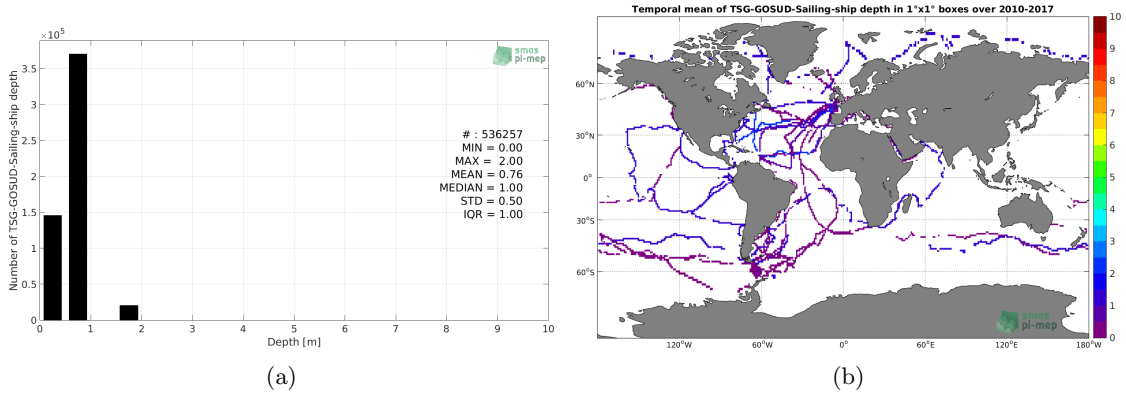 ×10⁵
smos
pi-mep
3.5
3
2.5
2
1.5
1
0.5
0
Number of TSG-GOSUD-Sailing-ship depth
# : 536257
MIN = 0.00
MAX = 2.00
MEAN = 0.76
MEDIAN = 1.00
STD = 0.50
IQR = 1.00
0 1 2 3 4 5 6 7 8 9 10
Depth [m]
(a)
Temporal mean of TSG-GOSUD-Sailing-ship depth in 1°x1° boxes over 2010-2017
60°N
30°N
0°
30°S
60°S
120°W 60°W 0° 60°E 120°E 180°W
smos
pi-mep
10
9
8
7
6
5
4
3
2
1
0
(b)